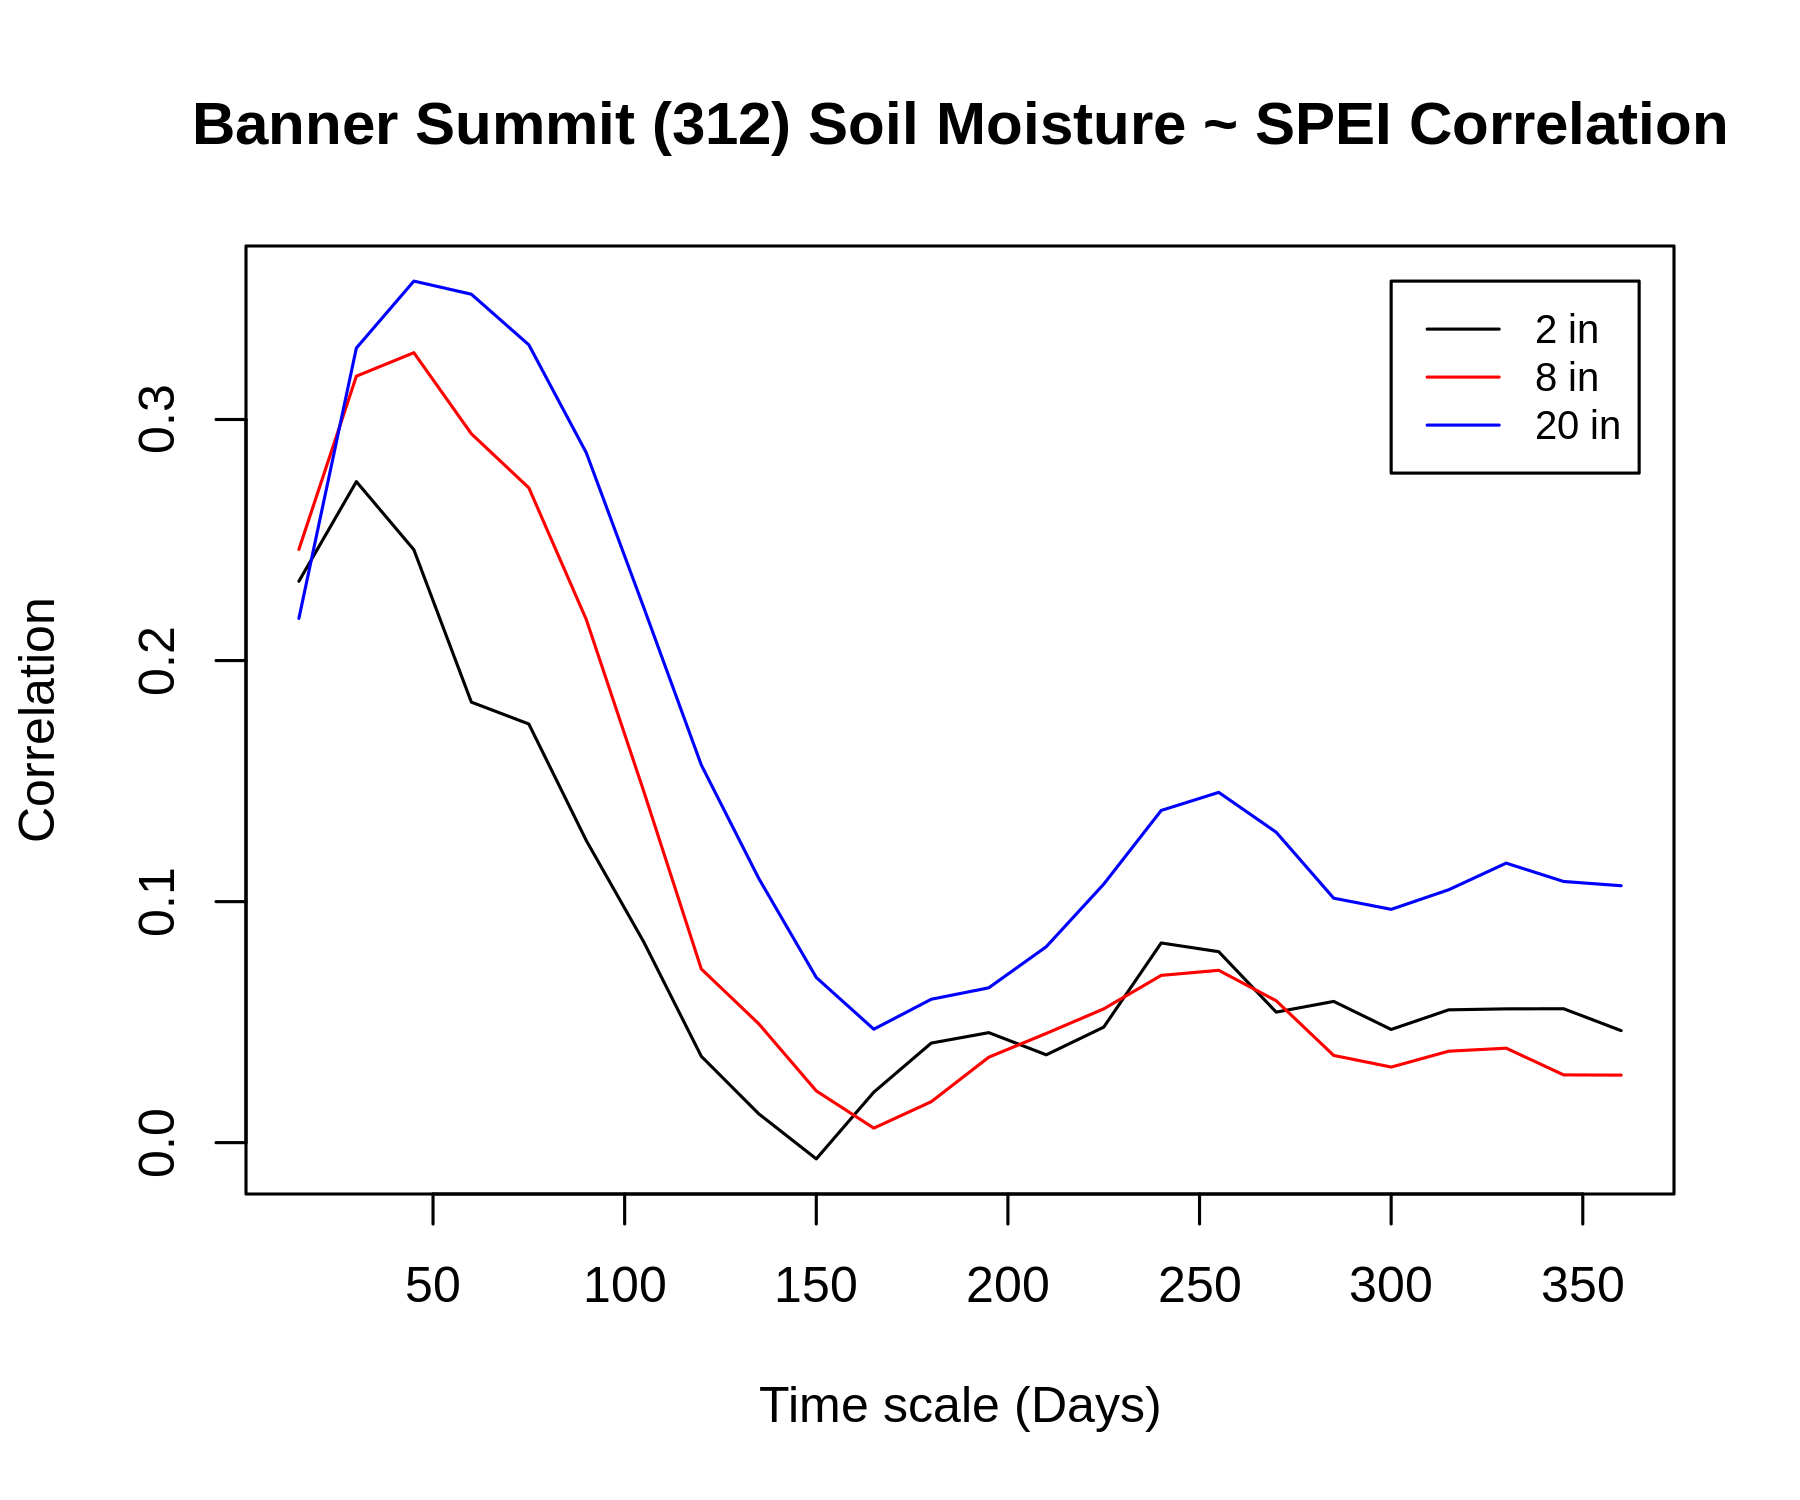 Banner Summit (312) Soil Moisture ~ SPEI Correlation
2 in
8 in
20 in
Correlation
0.3
0.2
0.1
0.0
50 100 150 200 250 300 350
Time scale (Days)